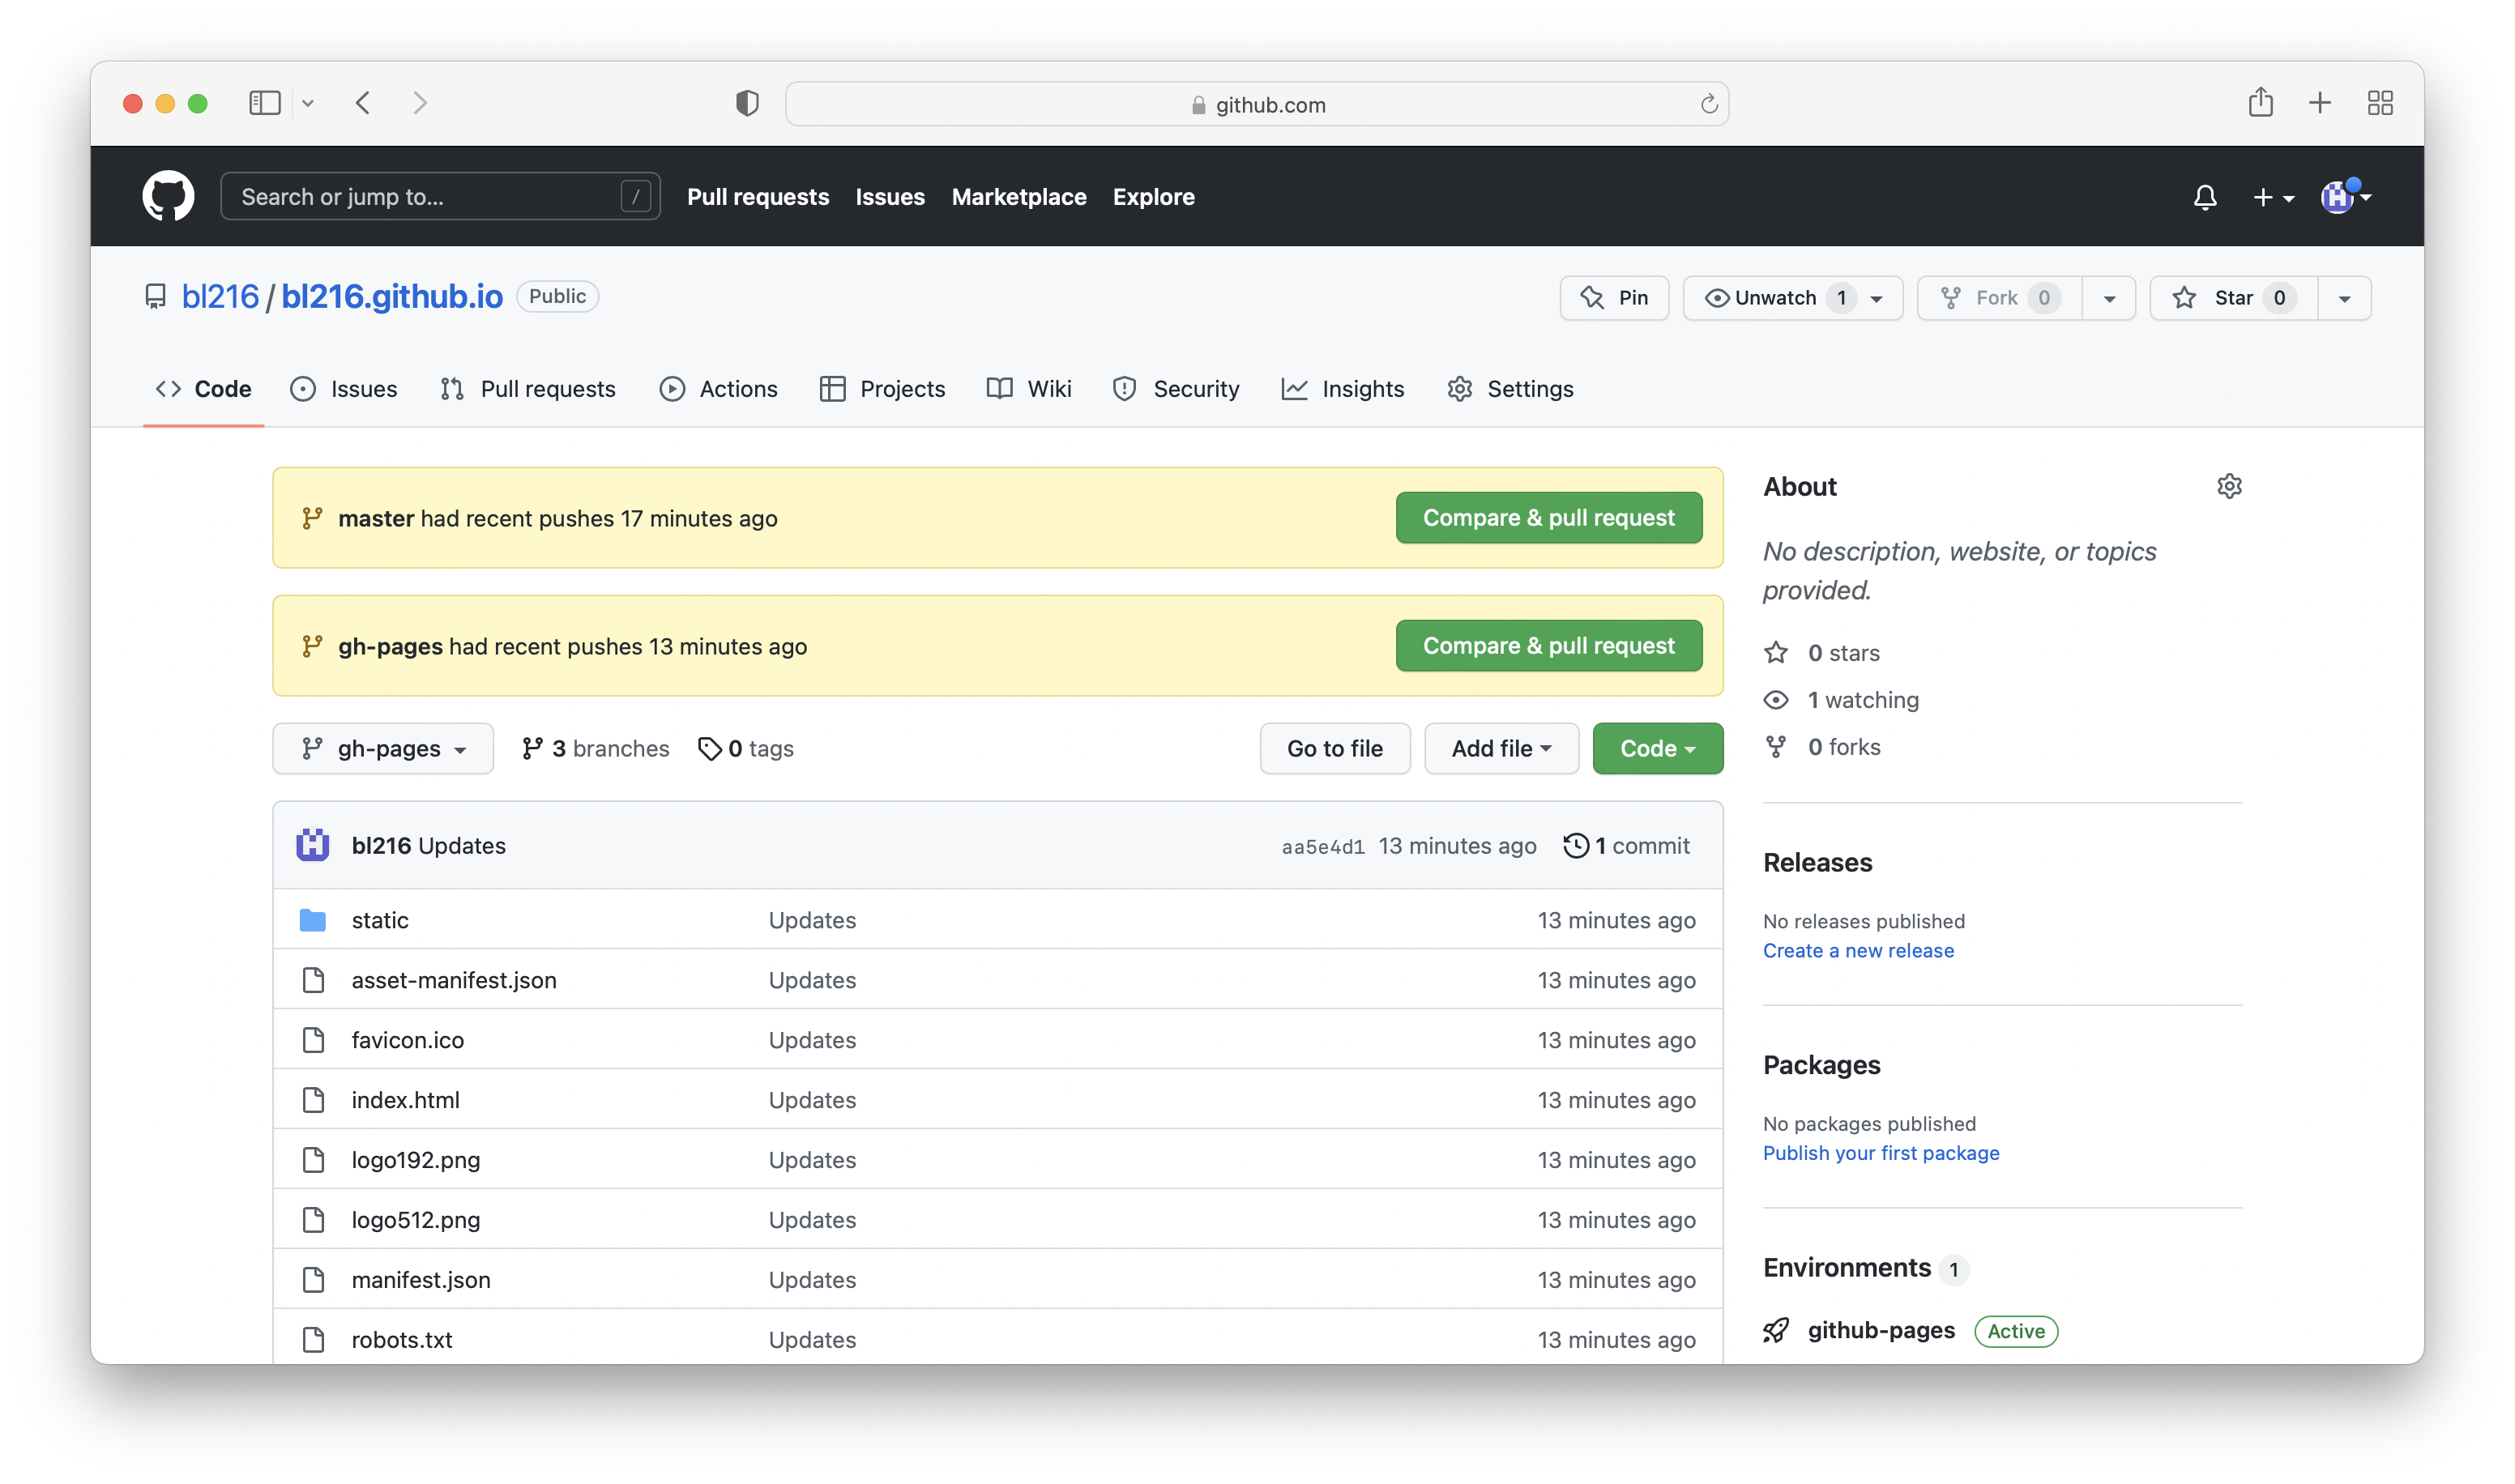 github.com
Search or jump to... /
Pull requests Issues Marketplace Explore
bl216 / bl216.github.io Public
Pin Unwatch 1 Fork 0 Star 0
Code Issues Pull requests Actions Projects Wiki Security Insights Settings
master had recent pushes 17 minutes ago Compare & pull request
gh-pages had recent pushes 13 minutes ago Compare & pull request
gh-pages 3 branches 0 tags Go to file Add file Code
bl216 Updates aa5e4d1 13 minutes ago 1 commit
static Updates 13 minutes ago
asset-manifest.json Updates 13 minutes ago
favicon.ico Updates 13 minutes ago
index.html Updates 13 minutes ago
logo192.png Updates 13 minutes ago
logo512.png Updates 13 minutes ago
manifest.json Updates 13 minutes ago
robots.txt Updates 13 minutes ago
About
No description, website, or topics
provided.
0 stars
1 watching
0 forks
Releases
No releases published
Create a new release
Packages
No packages published
Publish your first package
Environments 1
github-pages Active